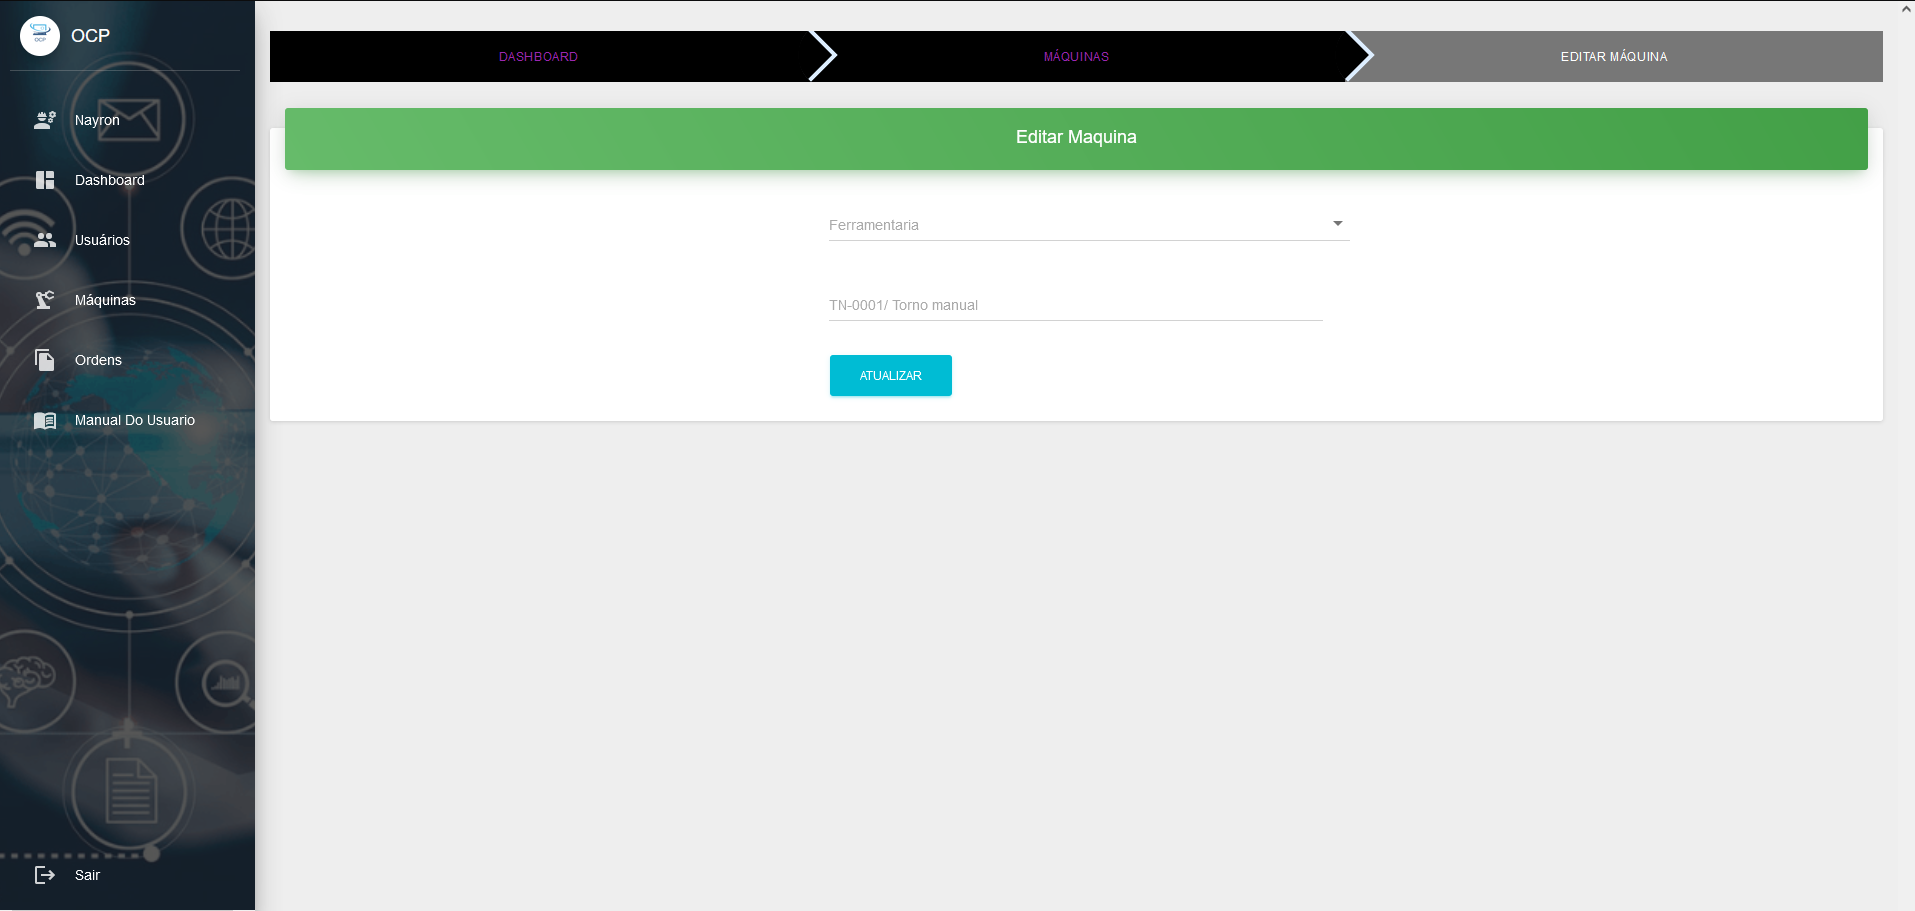 OCP
OCP
Nayron
Dashboard
Usuários
Máquinas
Ordens
Manual Do Usuario
Sair
DASHBOARD
MÁQUINAS
EDITAR MÁQUINA
Editar Maquina
Ferramentaria
TN-0001/ Torno manual
ATUALIZAR